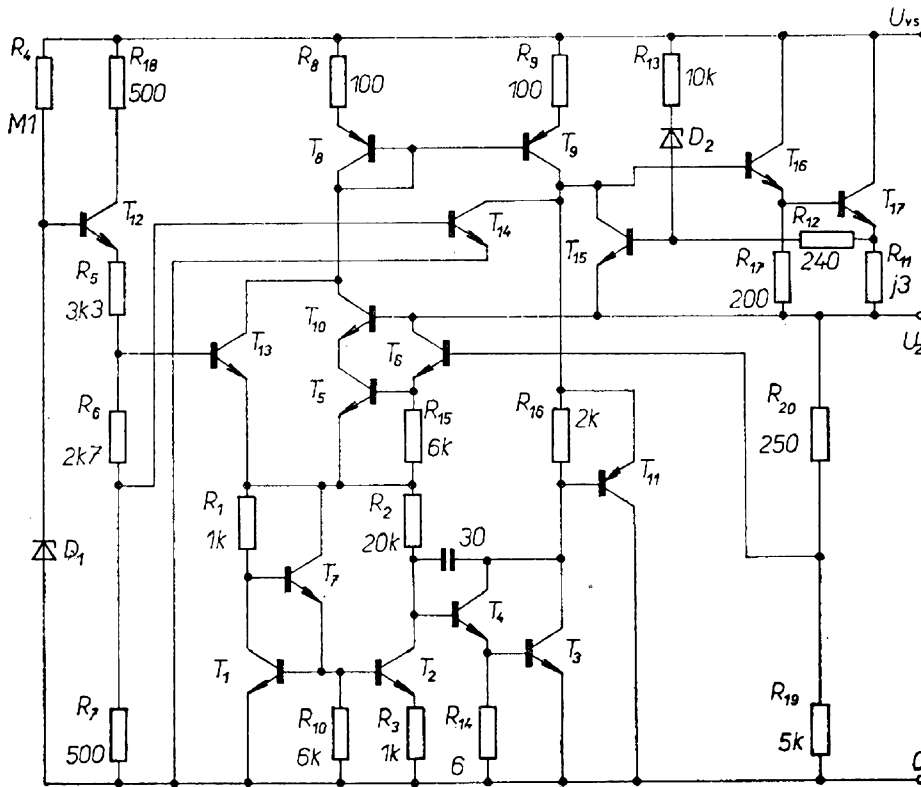 R4
M1
R18
500
R8
100
R9
100
R13
10k
Uvs
T8
T9
D2
T16
T12
T14
T17
R12
240
R11
j3
T15
R17
200
R5
3k3
T13
T10
T6
T5
U2
R6
2k7
R15
6k
R16
2k
R20
250
T11
R1
1k
R2
20k
30
D1
T7
T4
T1
T2
T3
R7
500
R10
6k
R3
1k
R14
6
R19
5k
0